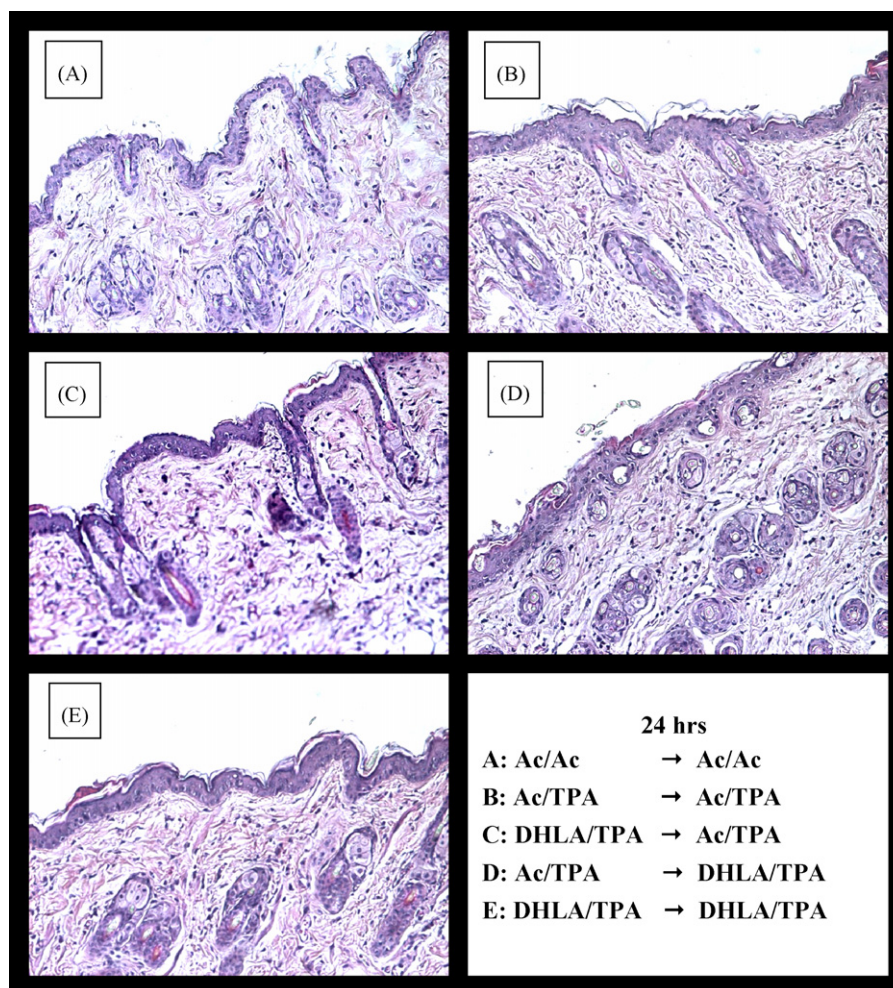 (A)
(B)
(C)
(D)
(E)
24 hrs
A: Ac/Ac → Ac/Ac
B: Ac/TPA → Ac/TPA
C: DHLA/TPA → Ac/TPA
D: Ac/TPA → DHLA/TPA
E: DHLA/TPA → DHLA/TPA